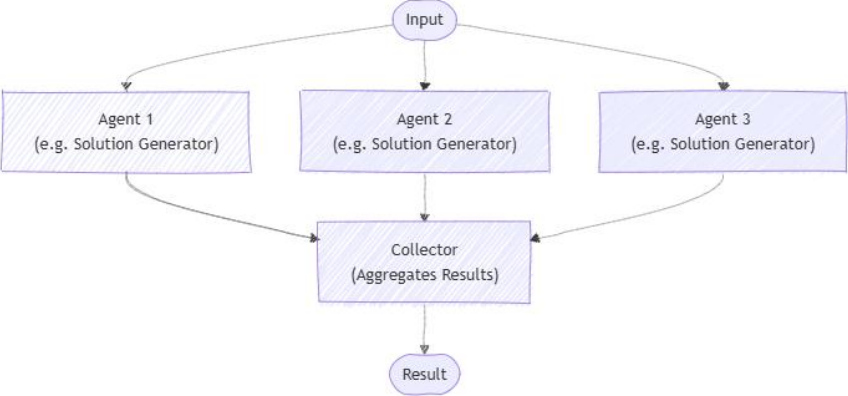 Input
Agent 1
(e.g. Solution Generator)
Agent 2
(e.g. Solution Generator)
Agent 3
(e.g. Solution Generator)
Collector
(Aggregates Results)
Result